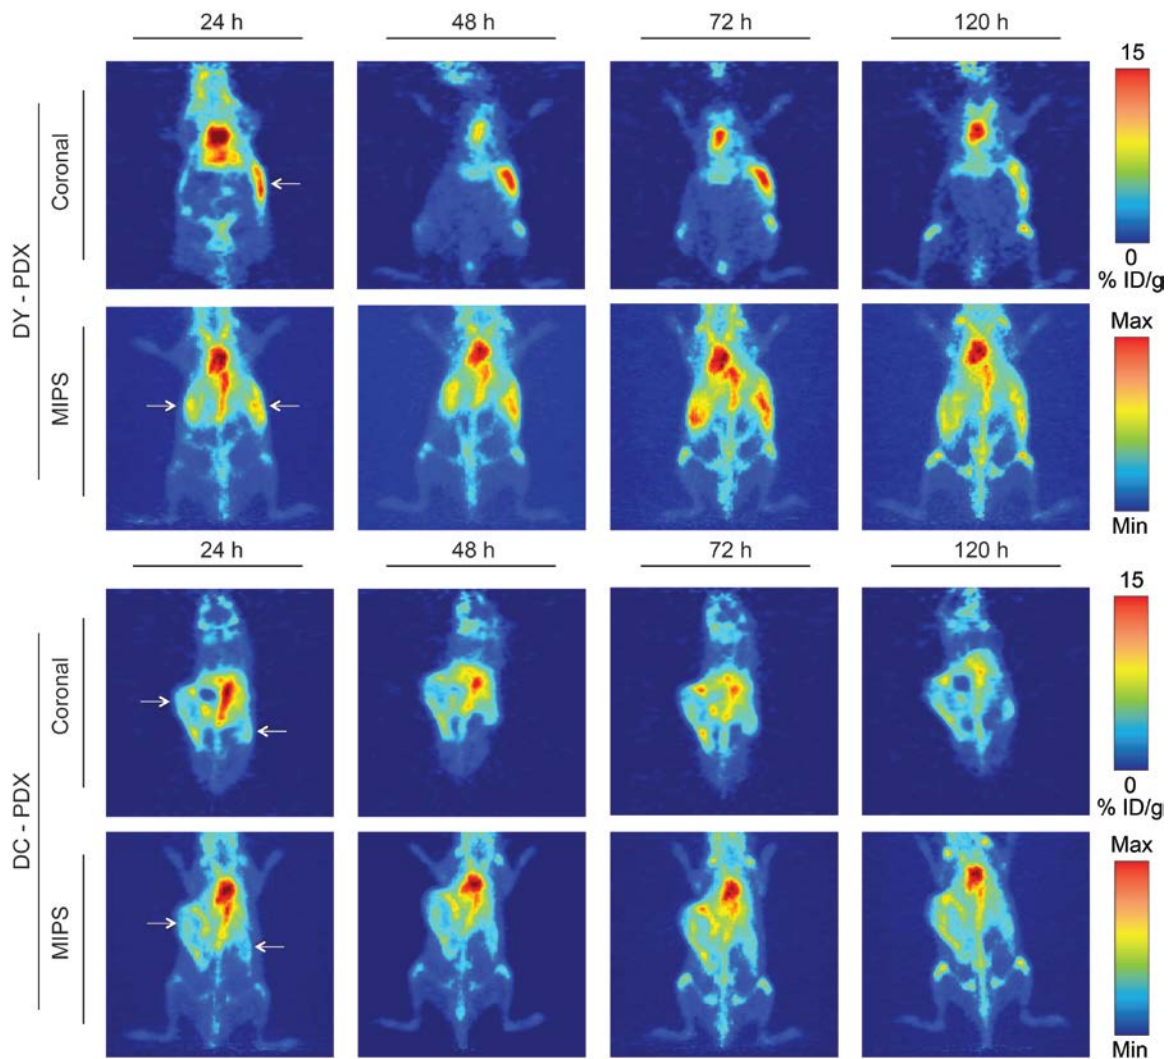 24 h 48 h 72 h 120 h
DY - PDX
Coronal
15
0
% ID/g
MIPS
Max
Min
24 h 48 h 72 h 120 h
DC - PDX
Coronal
15
0
% ID/g
MIPS
Max
Min